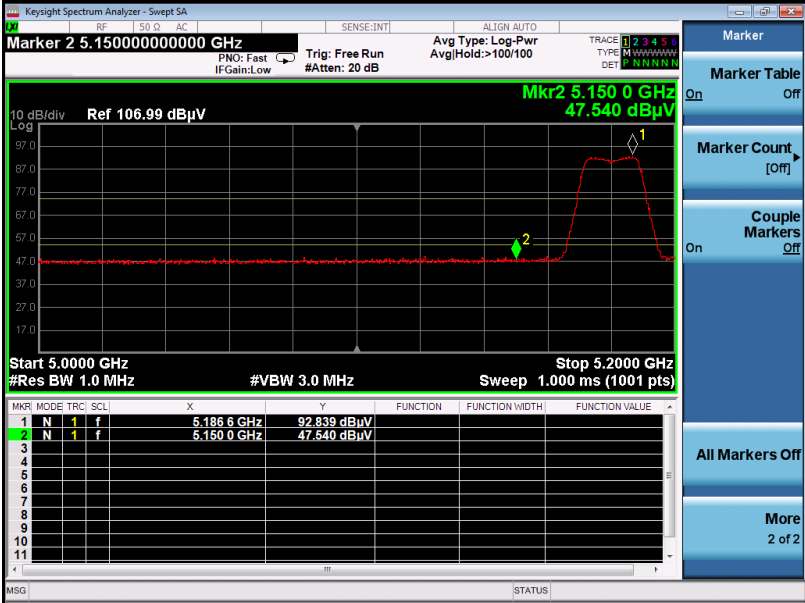 Keysight Spectrum Analyzer - Swept SA
LXI RF 50 Ω AC SENSE:INT ALIGN AUTO
Marker 2 5.150000000000 GHz
PNO: Fast
IFGain:Low
Trig: Free Run
#Atten: 20 dB
Avg Type: Log-Pwr
Avg|Hold:>100/100
TRACE 1 2 3 4 5 6
TYPE M WWWWW
DET P N N N N N
Mkr2 5.150 0 GHz
47.540 dBµV
10 dB/div Ref 106.99 dBµV
Log
97.0
87.0
77.0
67.0
57.0
47.0
37.0
27.0
17.0
1
2
Start 5.0000 GHz Stop 5.2000 GHz
#Res BW 1.0 MHz #VBW 3.0 MHz Sweep 1.000 ms (1001 pts)
MKR MODE TRC SCL X Y FUNCTION FUNCTION WIDTH FUNCTION VALUE
1 N 1 f 5.186 6 GHz 92.839 dBµV
2 N 1 f 5.150 0 GHz 47.540 dBµV
3
4
5
6
7
8
9
10
11
MSG STATUS
Marker
Marker Table
On Off
Marker Count
[Off]
Couple
Markers
On Off
All Markers Off
More
2 of 2